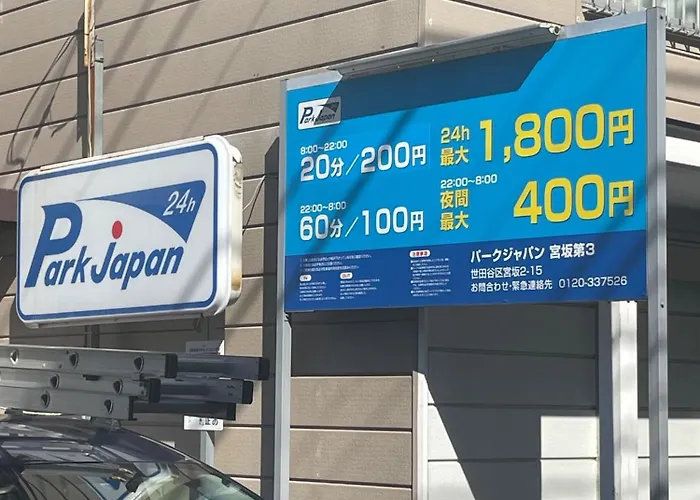 24h
Park Japan
Park Japan
8:00～22:00
20分／200円
24h
最大
1,800円
22:00～8:00
60分／100円
22:00～8:00
夜間
最大
400円
パークジャパン 宮坂第3
世田谷区宮坂2-15
お問合わせ・緊急連絡先 0120-337526